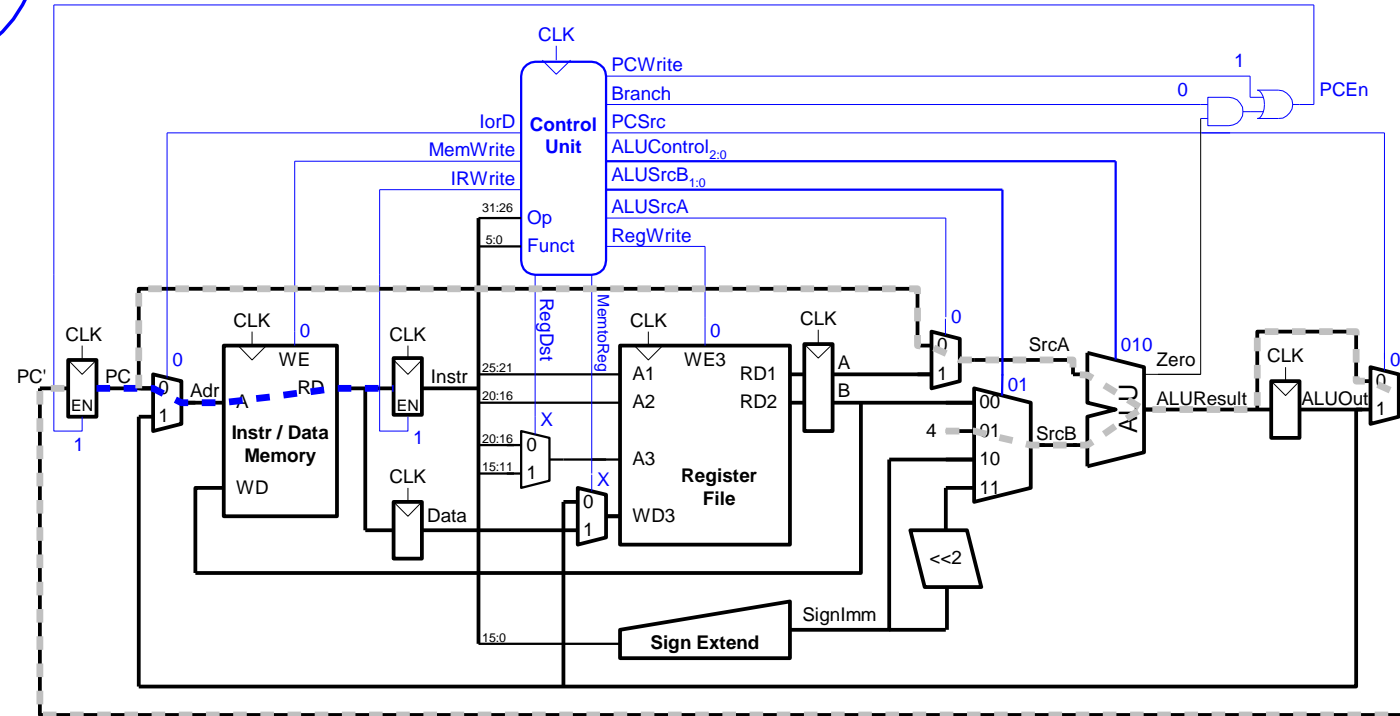 CLK
PCWrite
1
Branch
0
PCEn
IorD
Control
Unit
PCSrc
MemWrite
ALUControl2:0
IRWrite
ALUSrcB1:0
31:26
Op
ALUSrcA
5:0
Funct
RegWrite
RegDst
MemtoReg
CLK
CLK
CLK
CLK
CLK
0
0
0
0
010
CLK
0
PC'
PC
EN
1
0
1
Adr
WE
A
RD
Instr / Data
Memory
WD
EN
1
Instr
25:21
20:16
A1
A2
WE3
RD1
RD2
A
B
0
1
SrcA
Zero
ALU
ALUResult
ALUOut
0
1
01
00
4
01
10
11
SrcB
X
20:16
0
15:11
1
A3
Register
File
X
CLK
Data
0
1
WD3
<<2
SignImm
15:0
Sign Extend